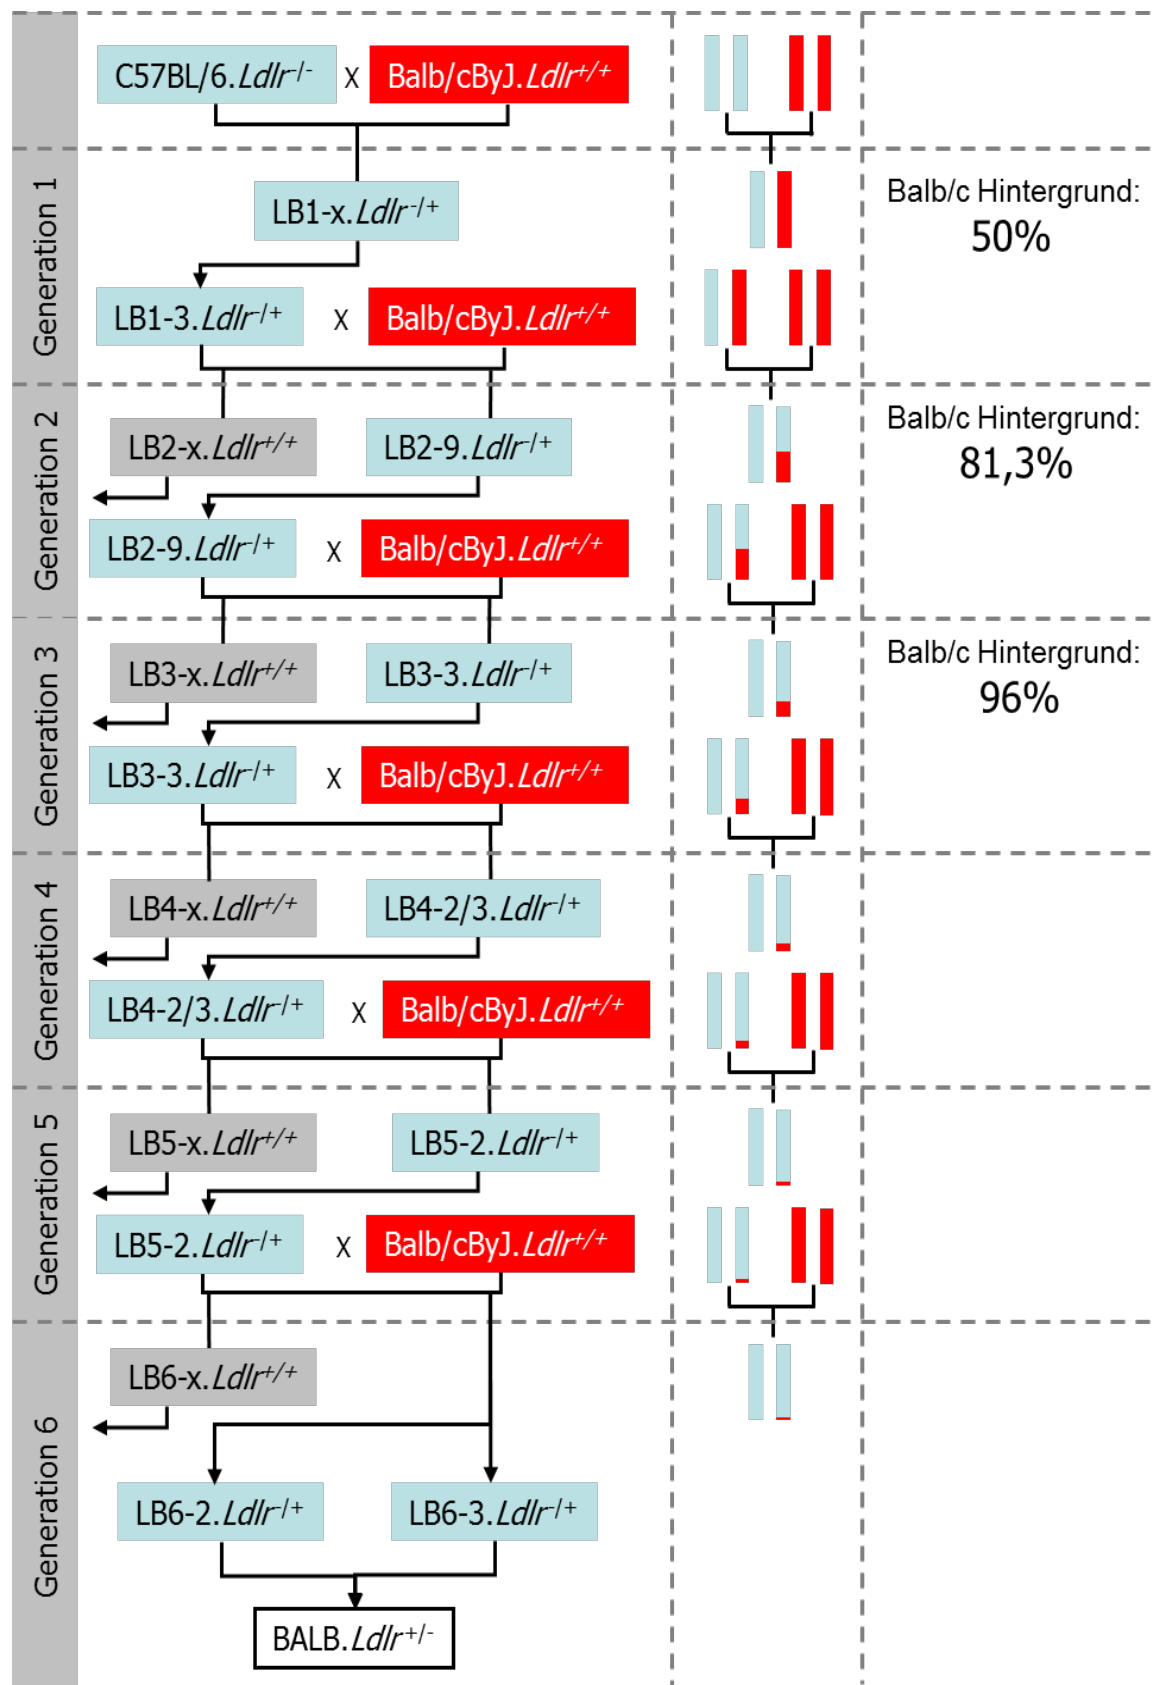 C57BL/6.Ldlr-/- X Balb/cByJ.Ldlr+/+
Generation 1
LB1-x.Ldlr-/+
Balb/c Hintergrund:
50%
LB1-3.Ldlr-/+ X Balb/cByJ.Ldlr+/+
Generation 2
LB2-x.Ldlr+/+ LB2-9.Ldlr-/+
Balb/c Hintergrund:
81,3%
LB2-9.Ldlr-/+ X Balb/cByJ.Ldlr+/+
Generation 3
LB3-x.Ldlr+/+ LB3-3.Ldlr-/+
Balb/c Hintergrund:
96%
LB3-3.Ldlr-/+ X Balb/cByJ.Ldlr+/+
Generation 4
LB4-x.Ldlr+/+ LB4-2/3.Ldlr-/+
LB4-2/3.Ldlr-/+ X Balb/cByJ.Ldlr+/+
Generation 5
LB5-x.Ldlr+/+ LB5-2.Ldlr-/+
LB5-2.Ldlr-/+ X Balb/cByJ.Ldlr+/+
Generation 6
LB6-x.Ldlr+/+
LB6-2.Ldlr-/+ LB6-3.Ldlr-/+
BALB.Ldlr+/-